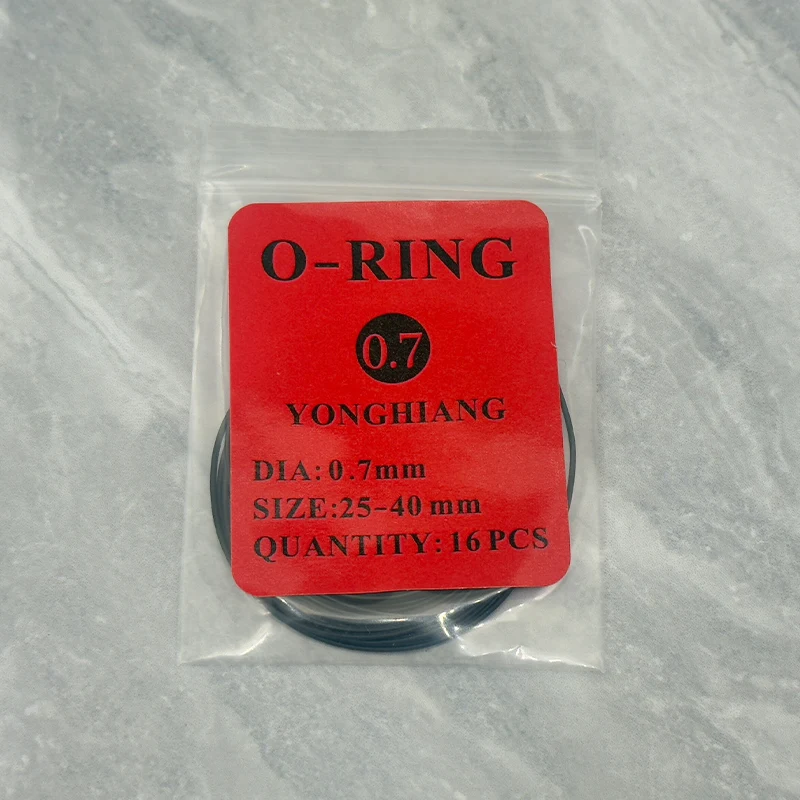 O-RING
0.7
YONGHIANG
DIA: 0.7mm
SIZE:25-40 mm
QUANTITY: 16 PCS